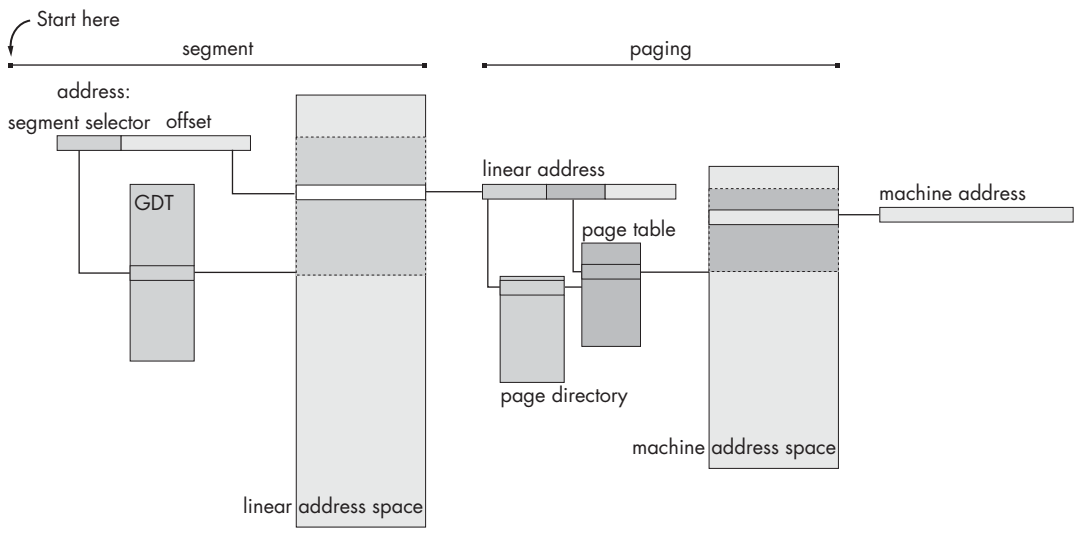 Start here
segment
paging
address:
segment selector offset
GDT
linear address
page table
page directory
machine address
machine address space
linear address space